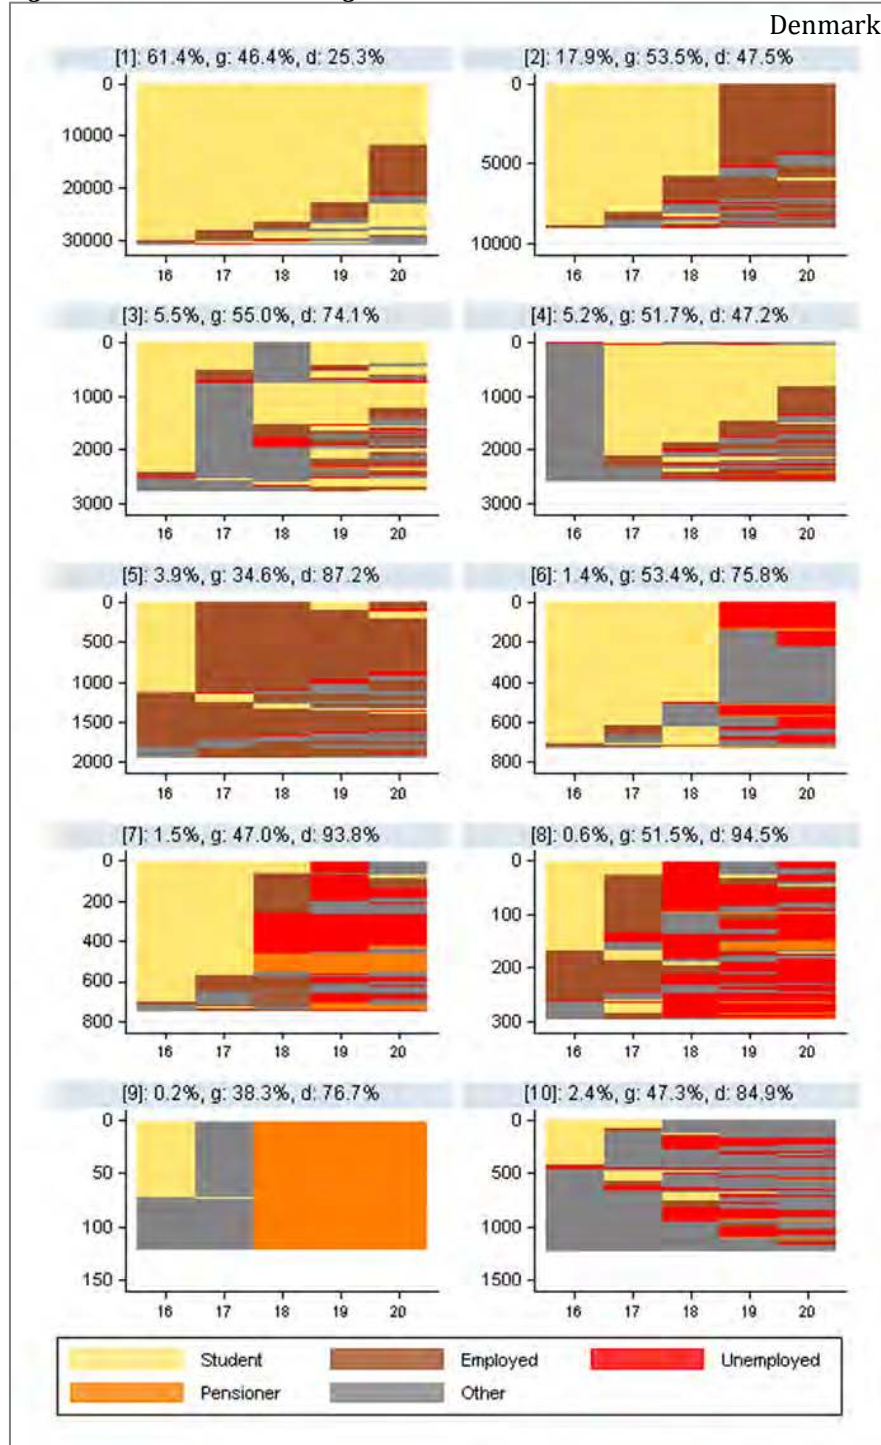 Denmark
[1]: 61.4%, g: 46.4%, d: 25.3%
0
10000
20000
30000
16 17 18 19 20
[2]: 17.9%, g: 53.5%, d: 47.5%
0
5000
10000
16 17 18 19 20
[3]: 5.5%, g: 55.0%, d: 74.1%
0
1000
2000
3000
16 17 18 19 20
[4]: 5.2%, g: 51.7%, d: 47.2%
0
1000
2000
3000
16 17 18 19 20
[5]: 3.9%, g: 34.6%, d: 87.2%
0
500
1000
1500
2000
16 17 18 19 20
[6]: 1.4%, g: 53.4%, d: 75.8%
0
200
400
600
800
16 17 18 19 20
[7]: 1.5%, g: 47.0%, d: 93.8%
0
200
400
600
800
16 17 18 19 20
[8]: 0.6%, g: 51.5%, d: 94.5%
0
100
200
300
16 17 18 19 20
[9]: 0.2%, g: 38.3%, d: 76.7%
0
50
100
150
16 17 18 19 20
[10]: 2.4%, g: 47.3%, d: 84.9%
0
500
1000
1500
16 17 18 19 20
Student Employed Unemployed
Pensioner Other